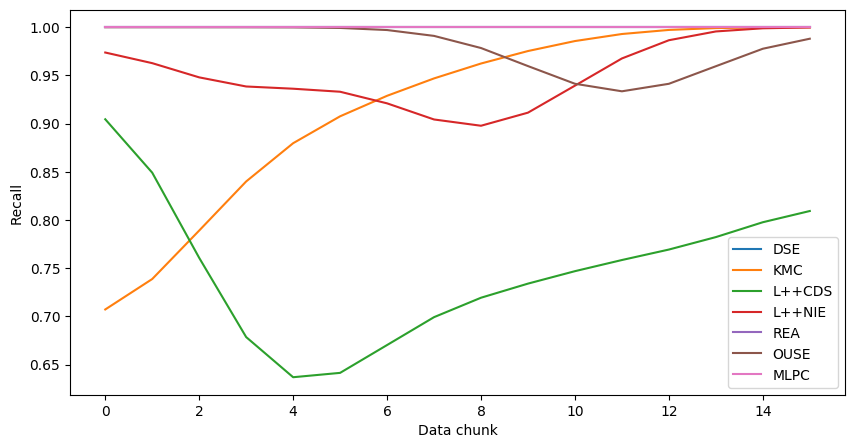 1.00
0.95
0.90
0.85
0.80
0.75
0.70
0.65
Recall
0 2 4 6 8 10 12 14
Data chunk
DSE
KMC
L++CDS
L++NIE
REA
OUSE
MLPC